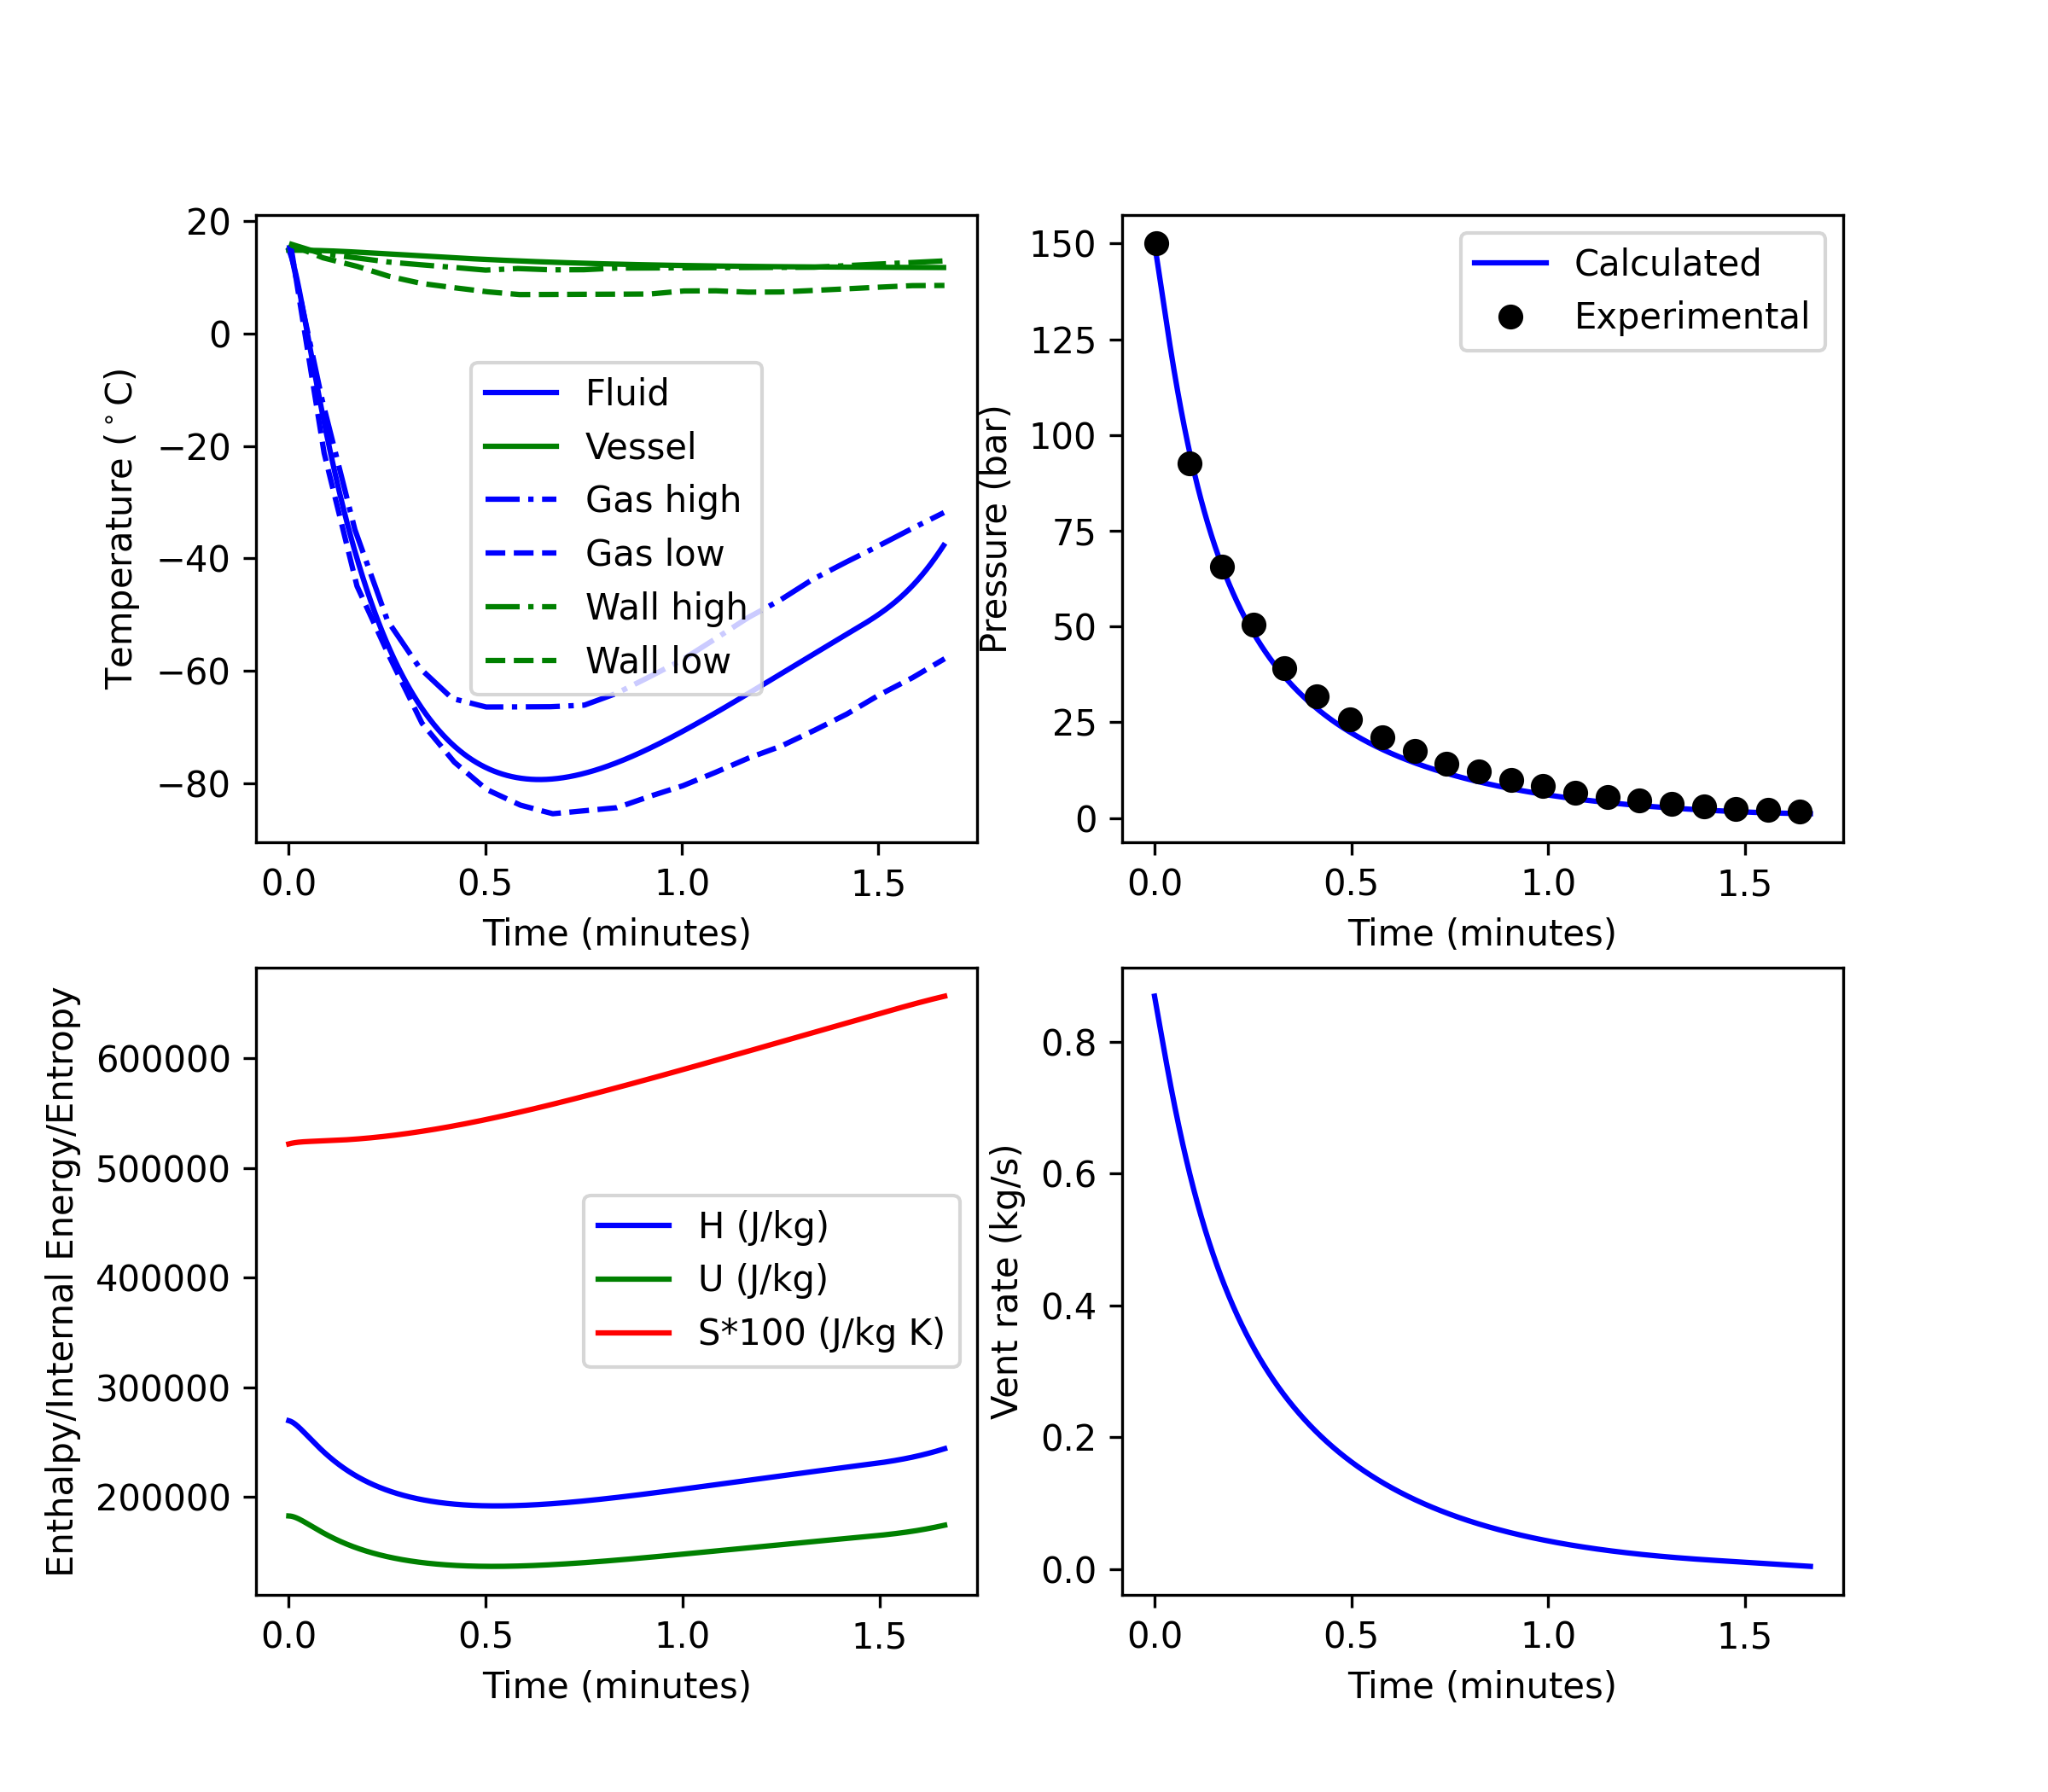 20
0
−20
−40
−60
−80
Temperature (°C)
Fluid
Vessel
Gas high
Gas low
Wall high
Wall low
0.0 0.5 1.0 1.5
Time (minutes)
150
125
100
75
50
25
0
Pressure (bar)
Calculated
Experimental
0.0 0.5 1.0 1.5
Time (minutes)
600000
500000
400000
300000
200000
Enthalpy/Internal Energy/Entropy
H (J/kg)
U (J/kg)
S*100 (J/kg K)
0.0 0.5 1.0 1.5
Time (minutes)
0.8
0.6
0.4
0.2
0.0
Vent rate (kg/s)
0.0 0.5 1.0 1.5
Time (minutes)